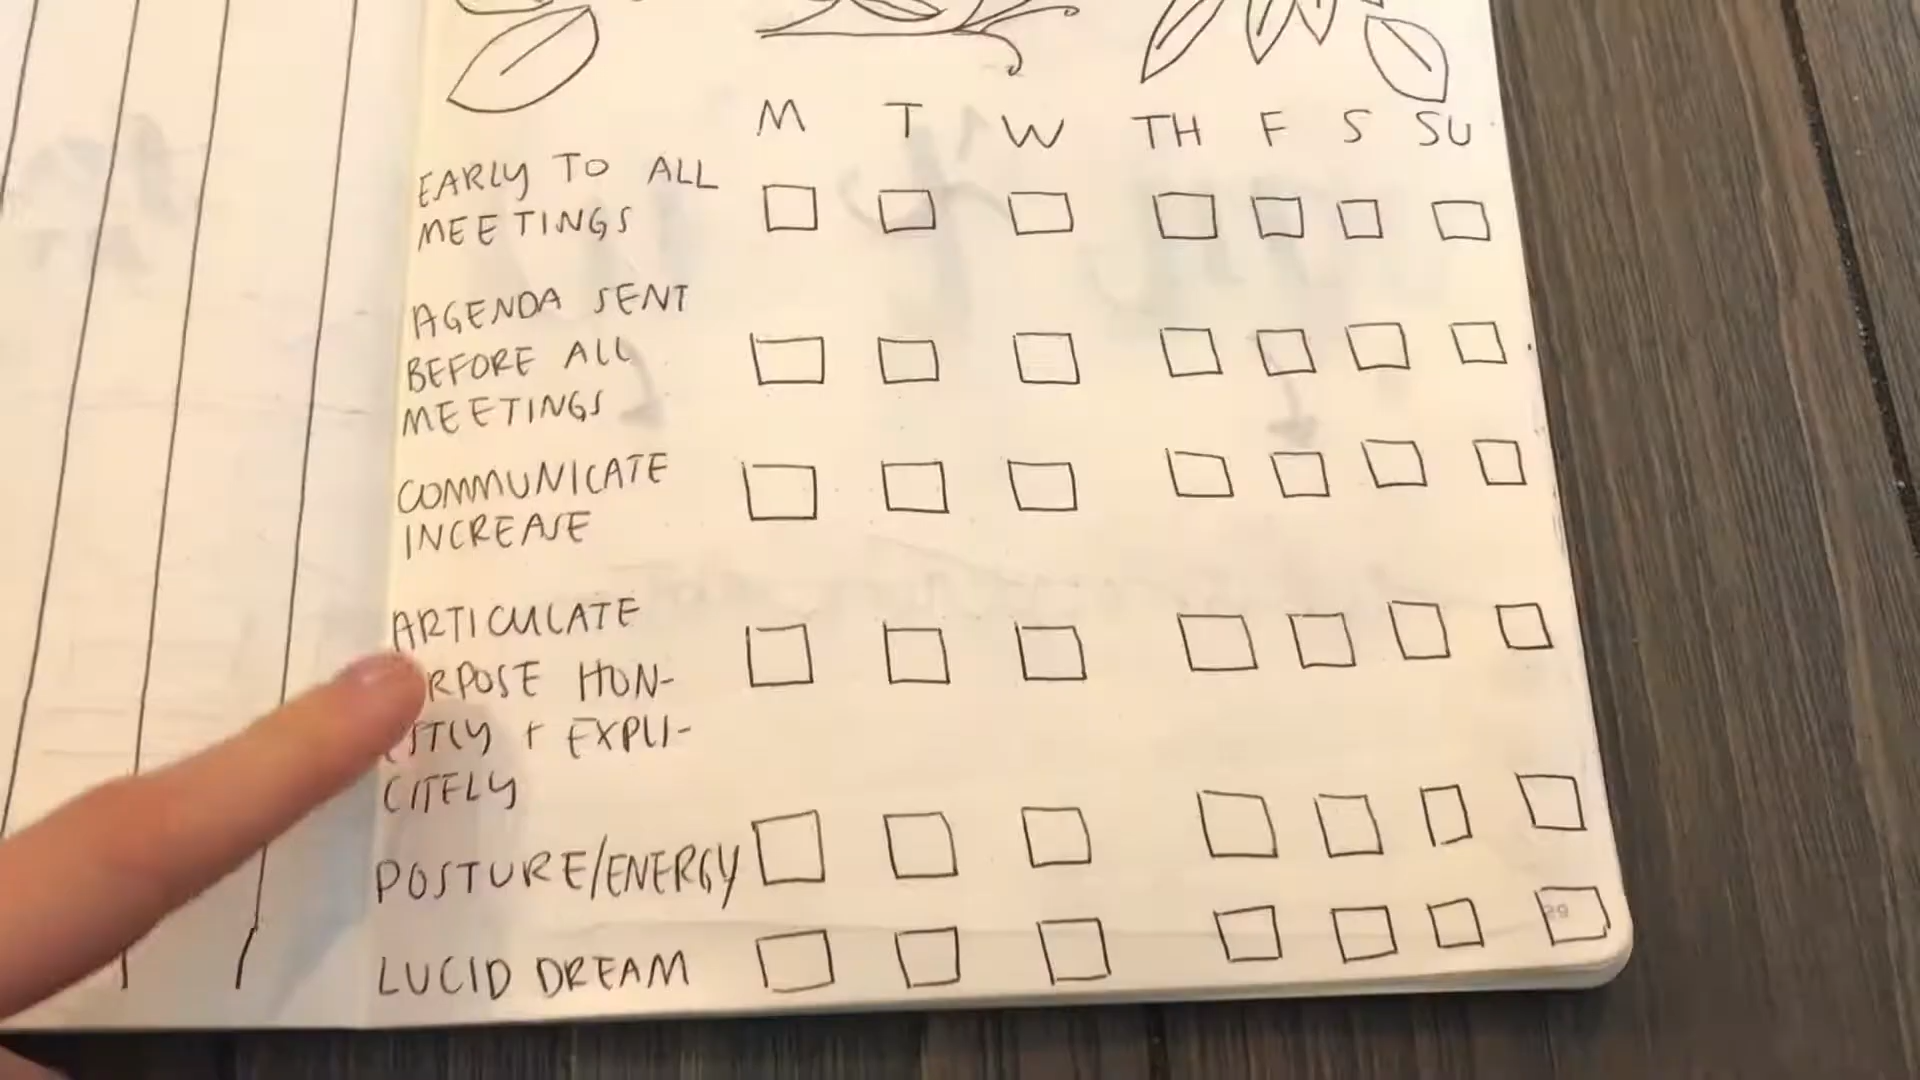 M T W TH F S SU
EARLY TO ALL
MEETINGS
AGENDA SENT
BEFORE ALL
MEETINGS
COMMUNICATE
INCREASE
ARTICULATE
HON-
+ EXPLI-
CITELY
POSTURE/ENERGY
LUCID DREAM
29